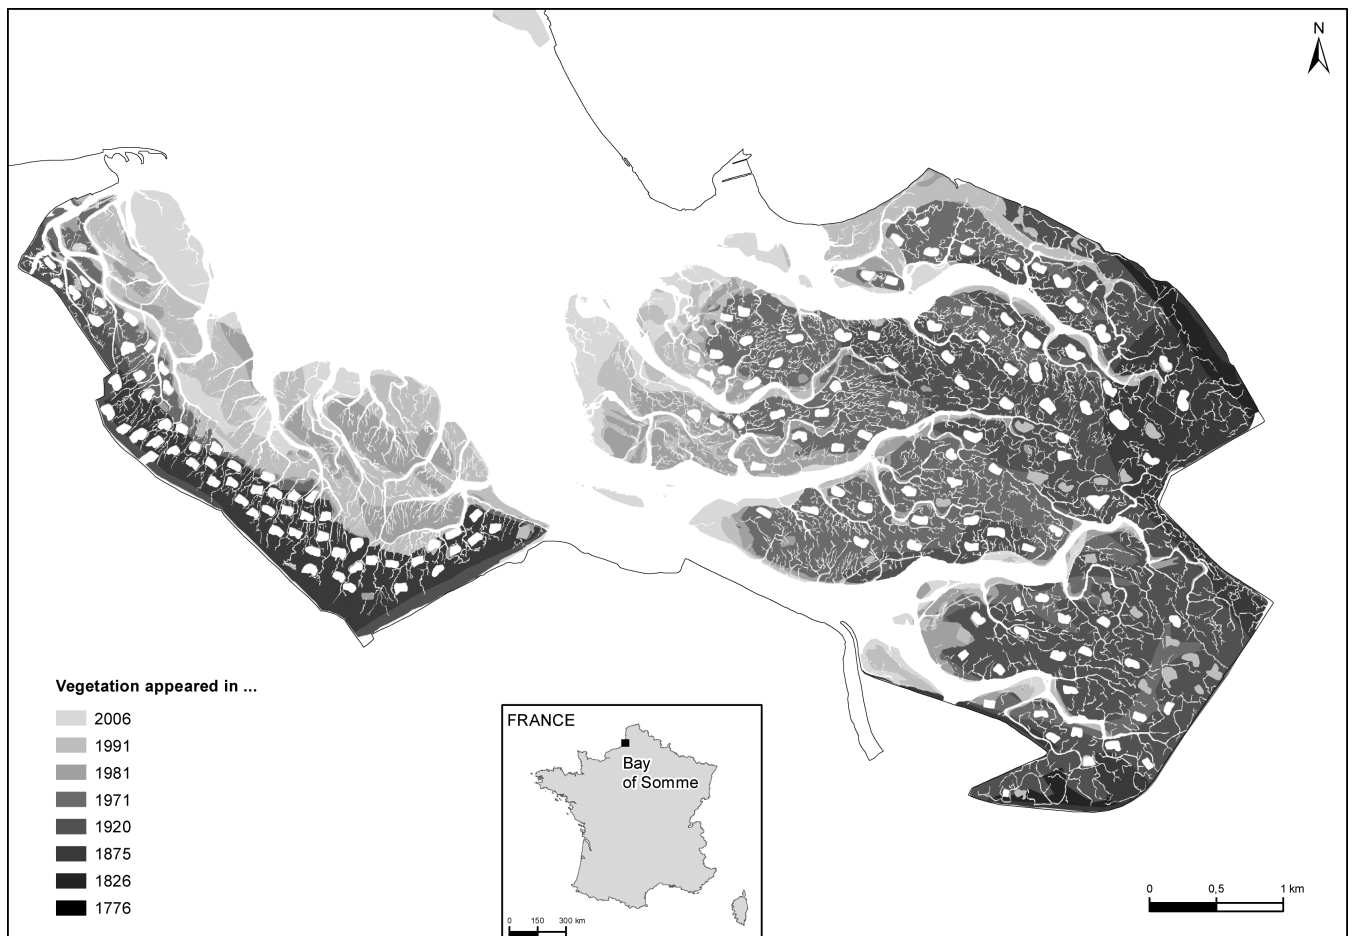 N
Vegetation appeared in ...
2006
1991
1981
1971
1920
1875
1826
1776
FRANCE
Bay
of Somme
0 150 300 km
0 0,5 1 km